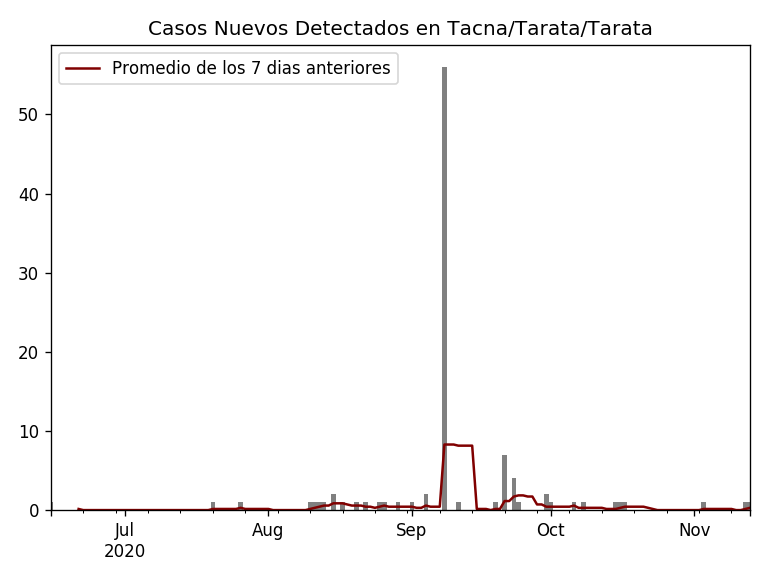 Casos Nuevos Detectados en Tacna/Tarata/Tarata
Promedio de los 7 dias anteriores
50
40
30
20
10
0
Jul Aug Sep Oct Nov
2020